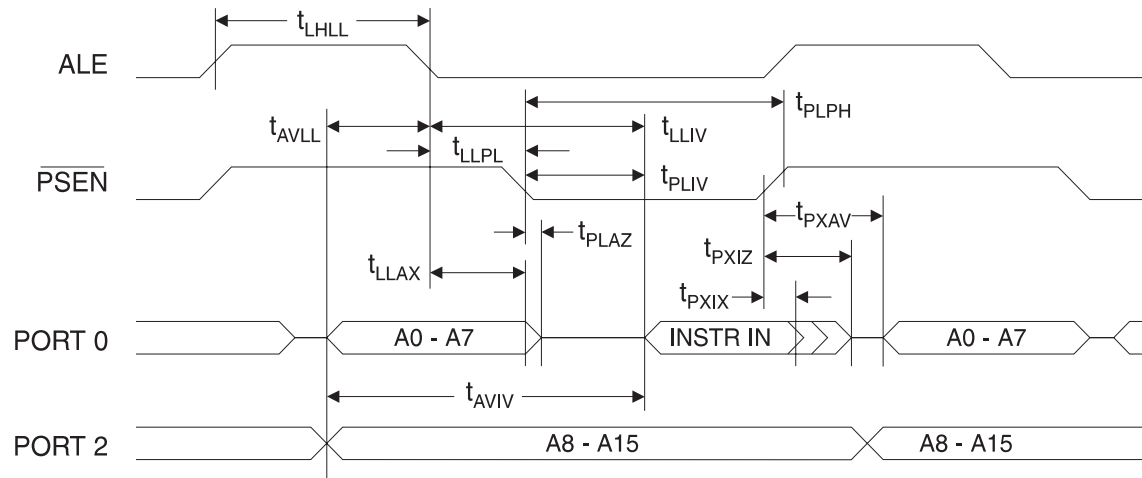 tLHLL
ALE
tPLPH
tAVLL
tLLIV
tLLPL
PSEN
tPLIV
tPXAV
tPLAZ
tPXIZ
tLLAX
tPXIX
PORT 0
A0 - A7
INSTR IN
A0 - A7
tAVIV
PORT 2
A8 - A15
A8 - A15